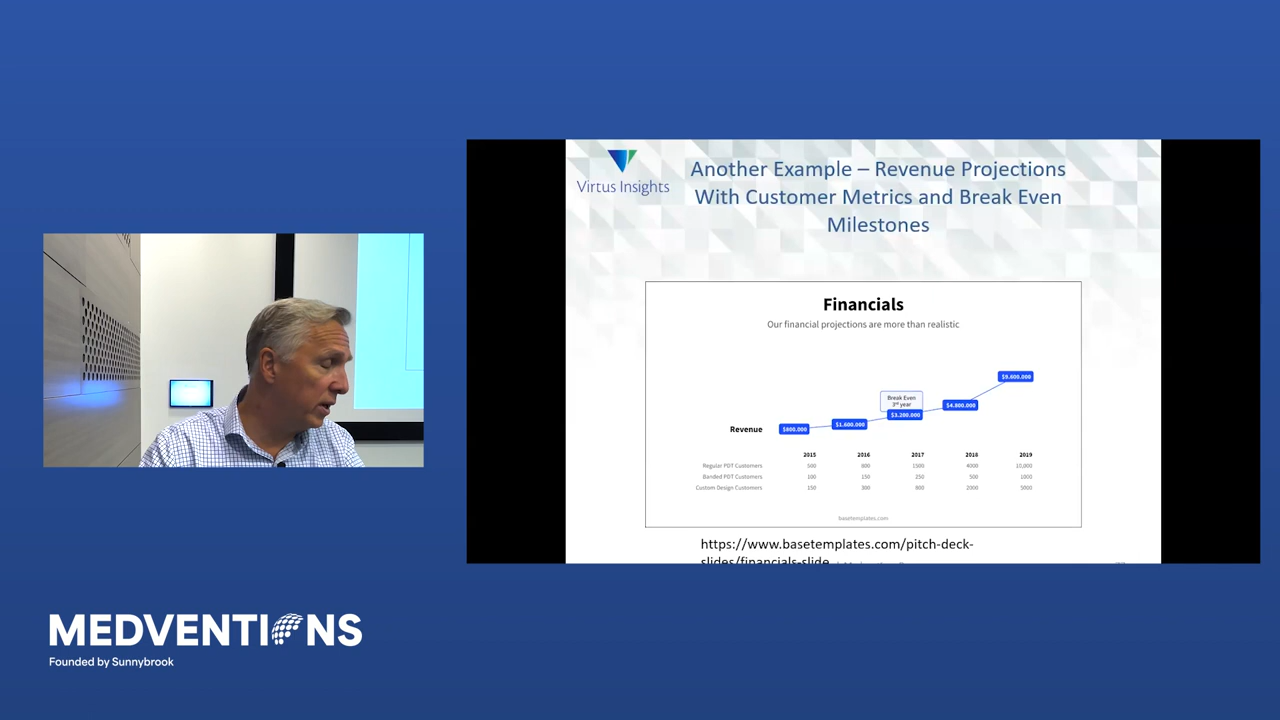 Virtus Insights
Another Example – Revenue Projections
With Customer Metrics and Break Even
Milestones
Financials
Our financial projections are more than realistic
$9.600.000
Break Even
3rd year
$4.800.000
$3.200.000
$1.600.000
$800.000
Revenue
2015 2016 2017 2018 2019
Regular PDT Customers 500 800 1500 4000 10,000
Banded PDT Customers 100 150 250 500 1000
Custom Design Customers 150 300 800 2000 5000
basetemplates.com
https://www.basetemplates.com/pitch-deck-
slides/financials-slide
MEDVENTIONS
Founded by Sunnybrook